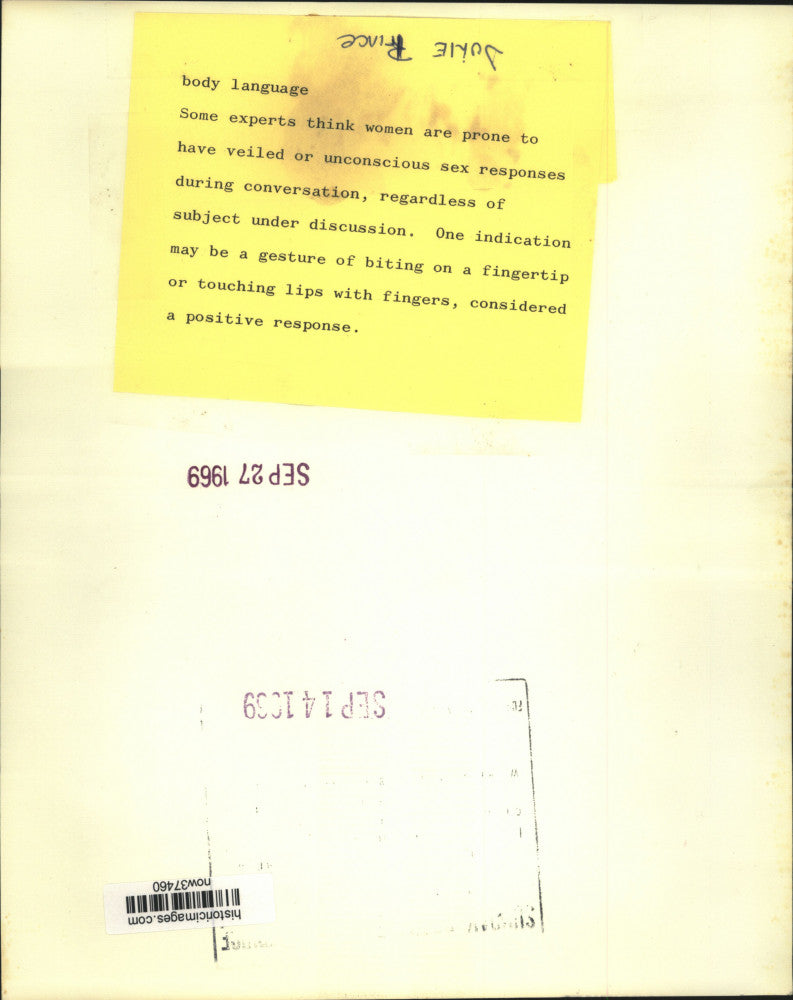 JUKIE PRINCE
body language
Some experts think women are prone to
have veiled or unconscious sex responses
during conversation, regardless of
subject under discussion.  One indication
may be a gesture of biting on a fingertip
or touching lips with fingers, considered
a positive response.
SEP 27 1969
SEP 14
historicimages.com
now37460